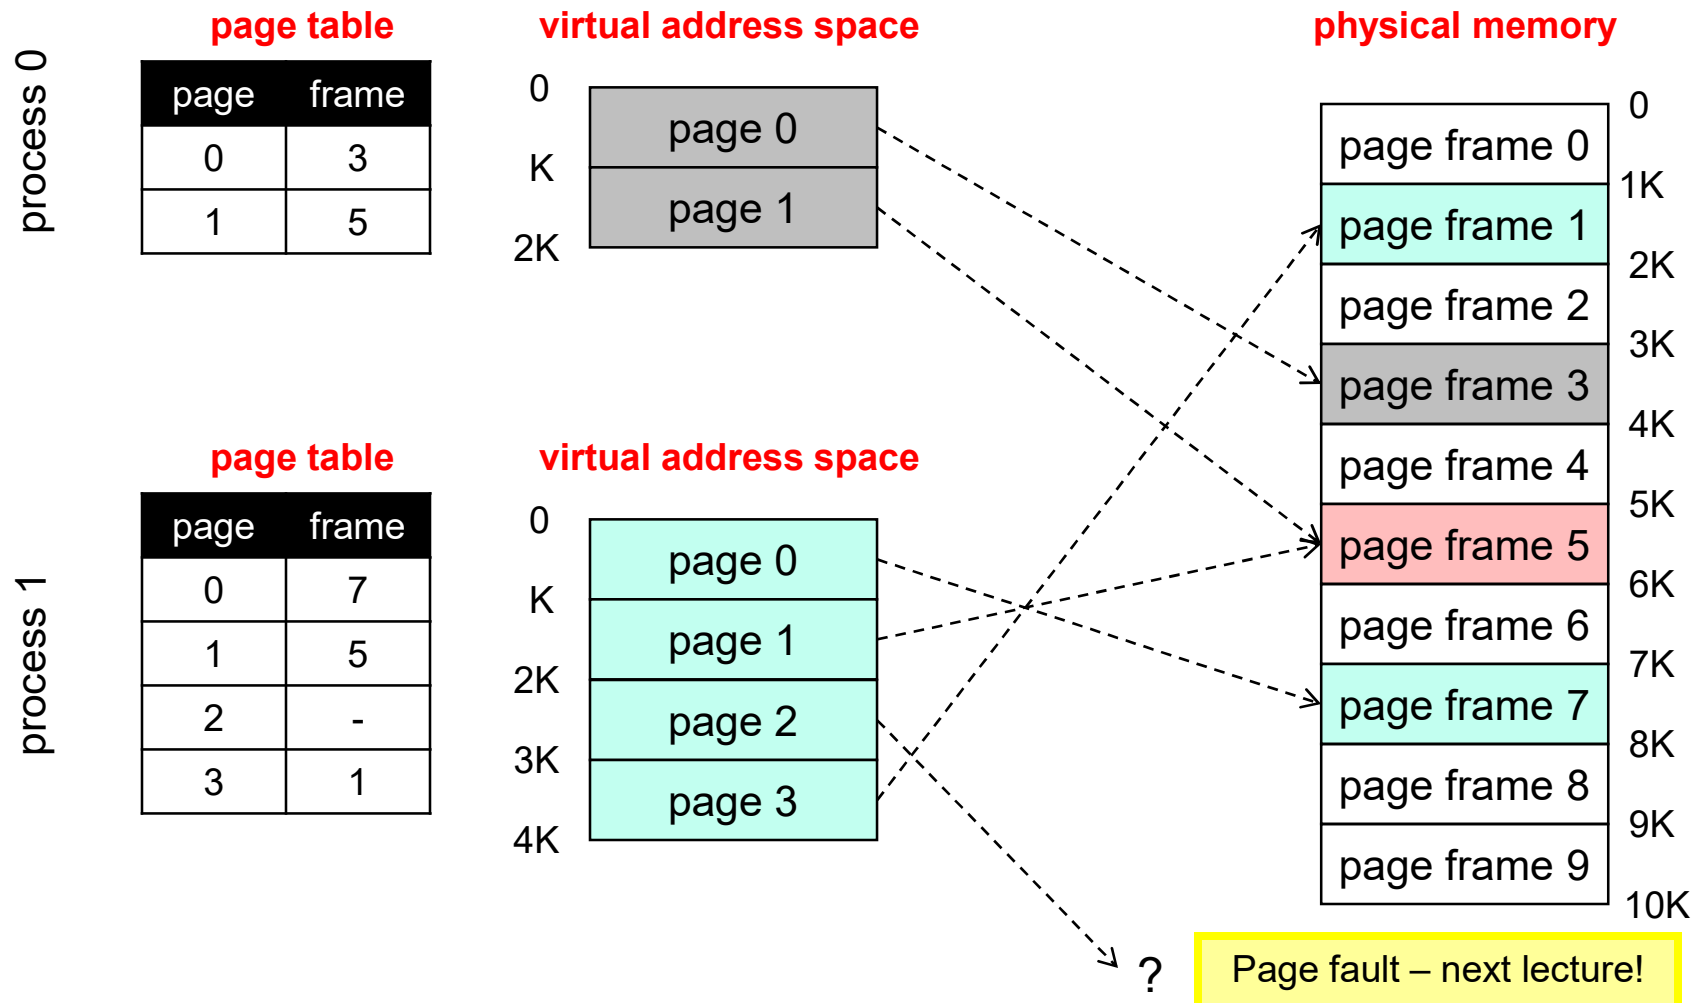 page table
virtual address space
physical memory
process 0
page frame
0 3
1 5
0
page 0
K
page 1
2K
0
page frame 0
1K
page frame 1
2K
page frame 2
3K
page frame 3
4K
page frame 4
5K
page frame 5
6K
page frame 6
7K
page frame 7
8K
page frame 8
9K
page frame 9
10K
page table
virtual address space
process 1
page frame
0 7
1 5
2 -
3 1
0
page 0
K
page 1
2K
page 2
3K
page 3
4K
?
Page fault – next lecture!